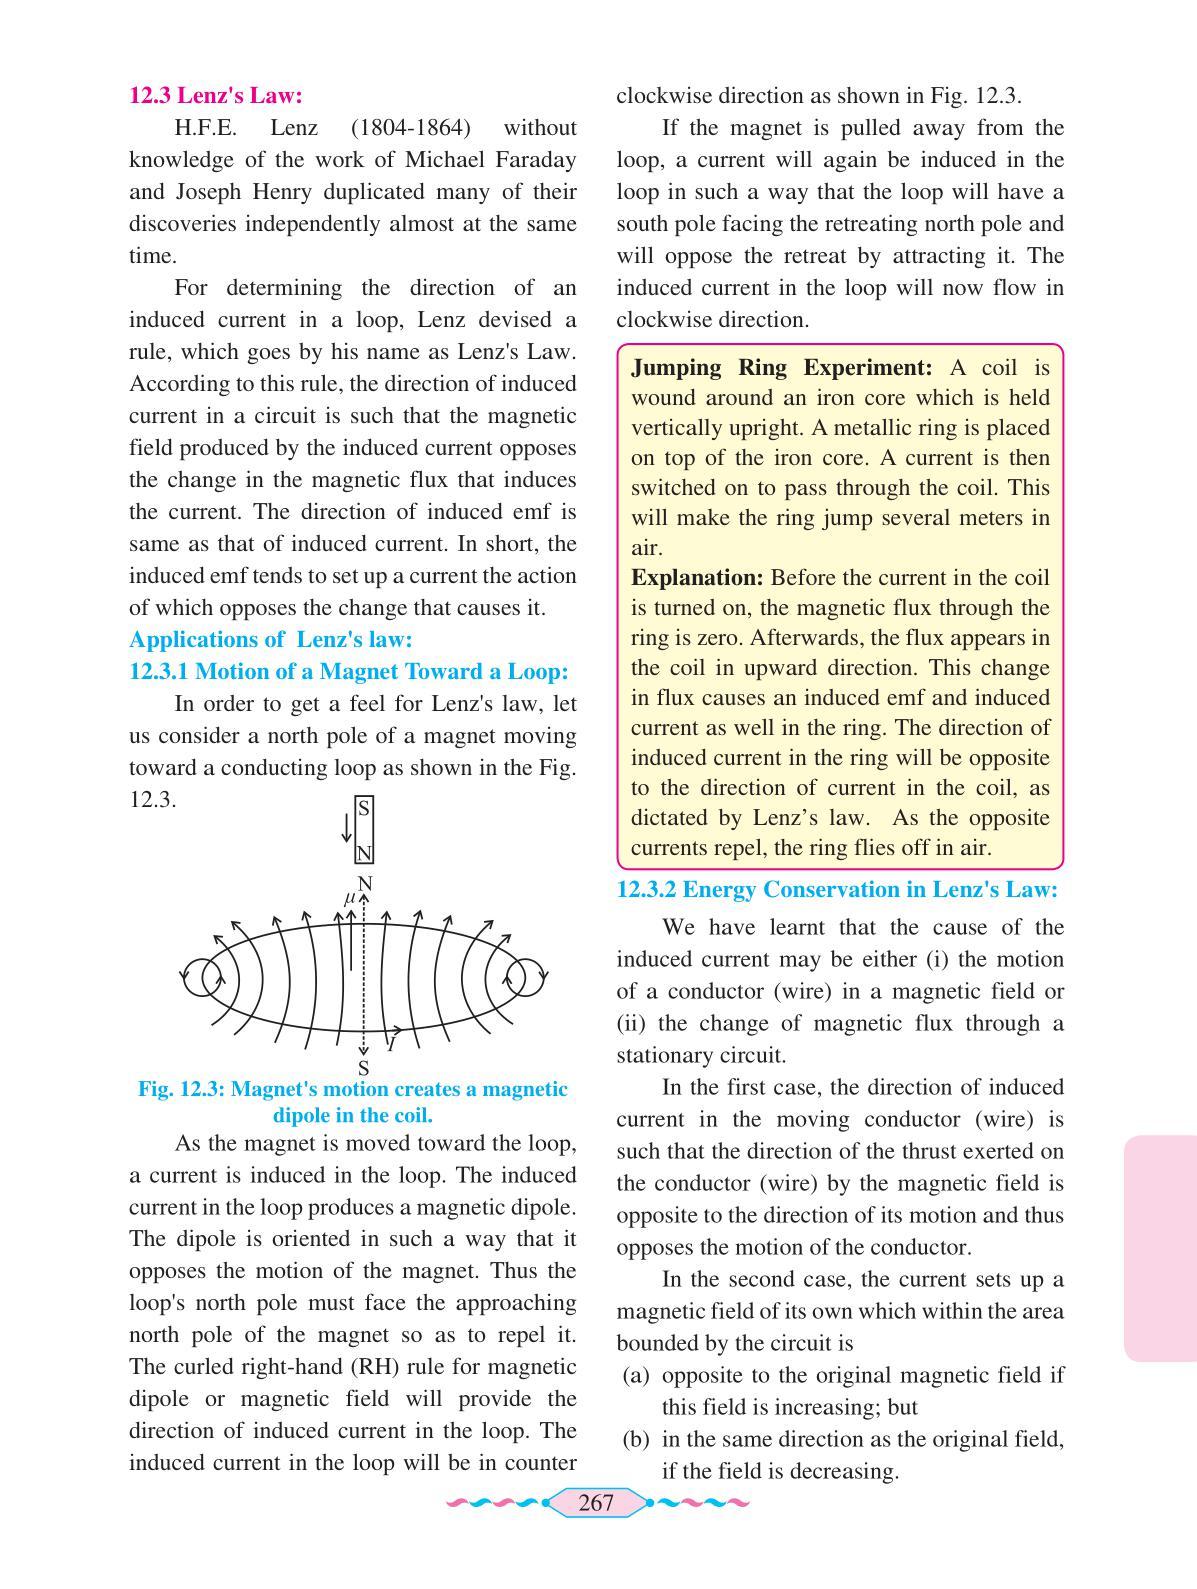 12.3 Lenz's Law:
H.F.E. Lenz (1804-1864) without
knowledge of the work of Michael Faraday
and Joseph Henry duplicated many of their
discoveries independently almost at the same
time.
For determining the direction of an
induced current in a loop, Lenz devised a
rule, which goes by his name as Lenz's Law.
According to this rule, the direction of induced
current in a circuit is such that the magnetic
field produced by the induced current opposes
the change in the magnetic flux that induces
the current. The direction of induced emf is
same as that of induced current. In short, the
induced emf tends to set up a current the action
of which opposes the change that causes it.
Applications of Lenz's law:
12.3.1 Motion of a Magnet Toward a Loop:
In order to get a feel for Lenz's law, let
us consider a north pole of a magnet moving
toward a conducting loop as shown in the Fig.
12.3.
S
N
N
μ
I
S
Fig. 12.3: Magnet's motion creates a magnetic
dipole in the coil.
As the magnet is moved toward the loop,
a current is induced in the loop. The induced
current in the loop produces a magnetic dipole.
The dipole is oriented in such a way that it
opposes the motion of the magnet. Thus the
loop's north pole must face the approaching
north pole of the magnet so as to repel it.
The curled right-hand (RH) rule for magnetic
dipole or magnetic field will provide the
direction of induced current in the loop. The
induced current in the loop will be in counter
clockwise direction as shown in Fig. 12.3.
If the magnet is pulled away from the
loop, a current will again be induced in the
loop in such a way that the loop will have a
south pole facing the retreating north pole and
will oppose the retreat by attracting it. The
induced current in the loop will now flow in
clockwise direction.
Jumping Ring Experiment: A coil is
wound around an iron core which is held
vertically upright. A metallic ring is placed
on top of the iron core. A current is then
switched on to pass through the coil. This
will make the ring jump several meters in
air.
Explanation: Before the current in the coil
is turned on, the magnetic flux through the
ring is zero. Afterwards, the flux appears in
the coil in upward direction. This change
in flux causes an induced emf and induced
current as well in the ring. The direction of
induced current in the ring will be opposite
to the direction of current in the coil, as
dictated by Lenz’s law. As the opposite
currents repel, the ring flies off in air.
12.3.2 Energy Conservation in Lenz's Law:
We have learnt that the cause of the
induced current may be either (i) the motion
of a conductor (wire) in a magnetic field or
(ii) the change of magnetic flux through a
stationary circuit.
In the first case, the direction of induced
current in the moving conductor (wire) is
such that the direction of the thrust exerted on
the conductor (wire) by the magnetic field is
opposite to the direction of its motion and thus
opposes the motion of the conductor.
In the second case, the current sets up a
magnetic field of its own which within the area
bounded by the circuit is
(a) opposite to the original magnetic field if
this field is increasing; but
(b) in the same direction as the original field,
if the field is decreasing.
267